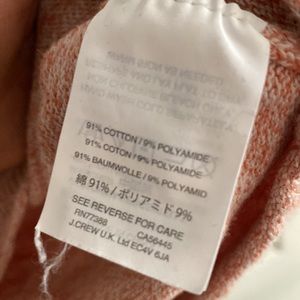 91% COTTON / 9% POLYAMIDE
91% COTON / 9% POLYAMIDE
91% BAUMWOLLE / 9% POLYAMID
綿 91% / ポリアミド 9%
SEE REVERSE FOR CARE
RN77388 CA56445
J.CREW U.K. Ltd EC4V 6JA